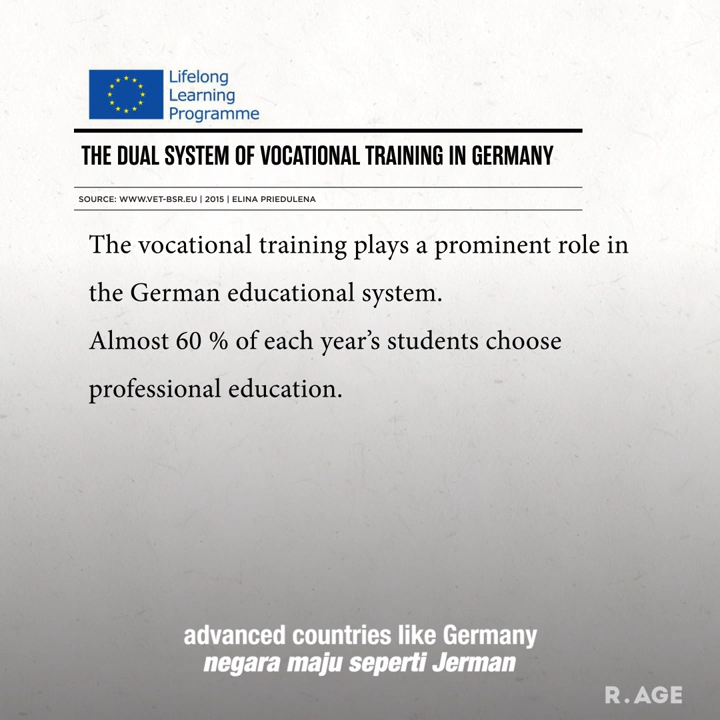 Lifelong
Learning
Programme
THE DUAL SYSTEM OF VOCATIONAL TRAINING IN GERMANY
SOURCE: WWW.VET-BSR.EU | 2015 | ELINA PRIEDULENA
The vocational training plays a prominent role in
the German educational system.
Almost 60 % of each year’s students choose
professional education.
advanced countries like Germany
negara maju seperti Jerman
R.AGE